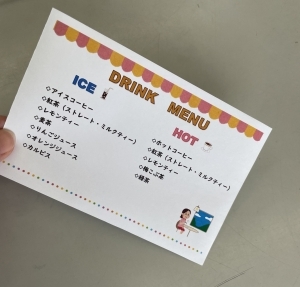 DRINK MENU
ICE
◇アイスコーヒー
◇紅茶（ストレート・ミルクティー）
◇レモンティー
◇麦茶
◇りんごジュース
◇オレンジジュース
◇カルピス
HOT
◇ホットコーヒー
◇紅茶（ストレート・ミルクティー）
◇レモンティー
◇梅こぶ茶
◇緑茶